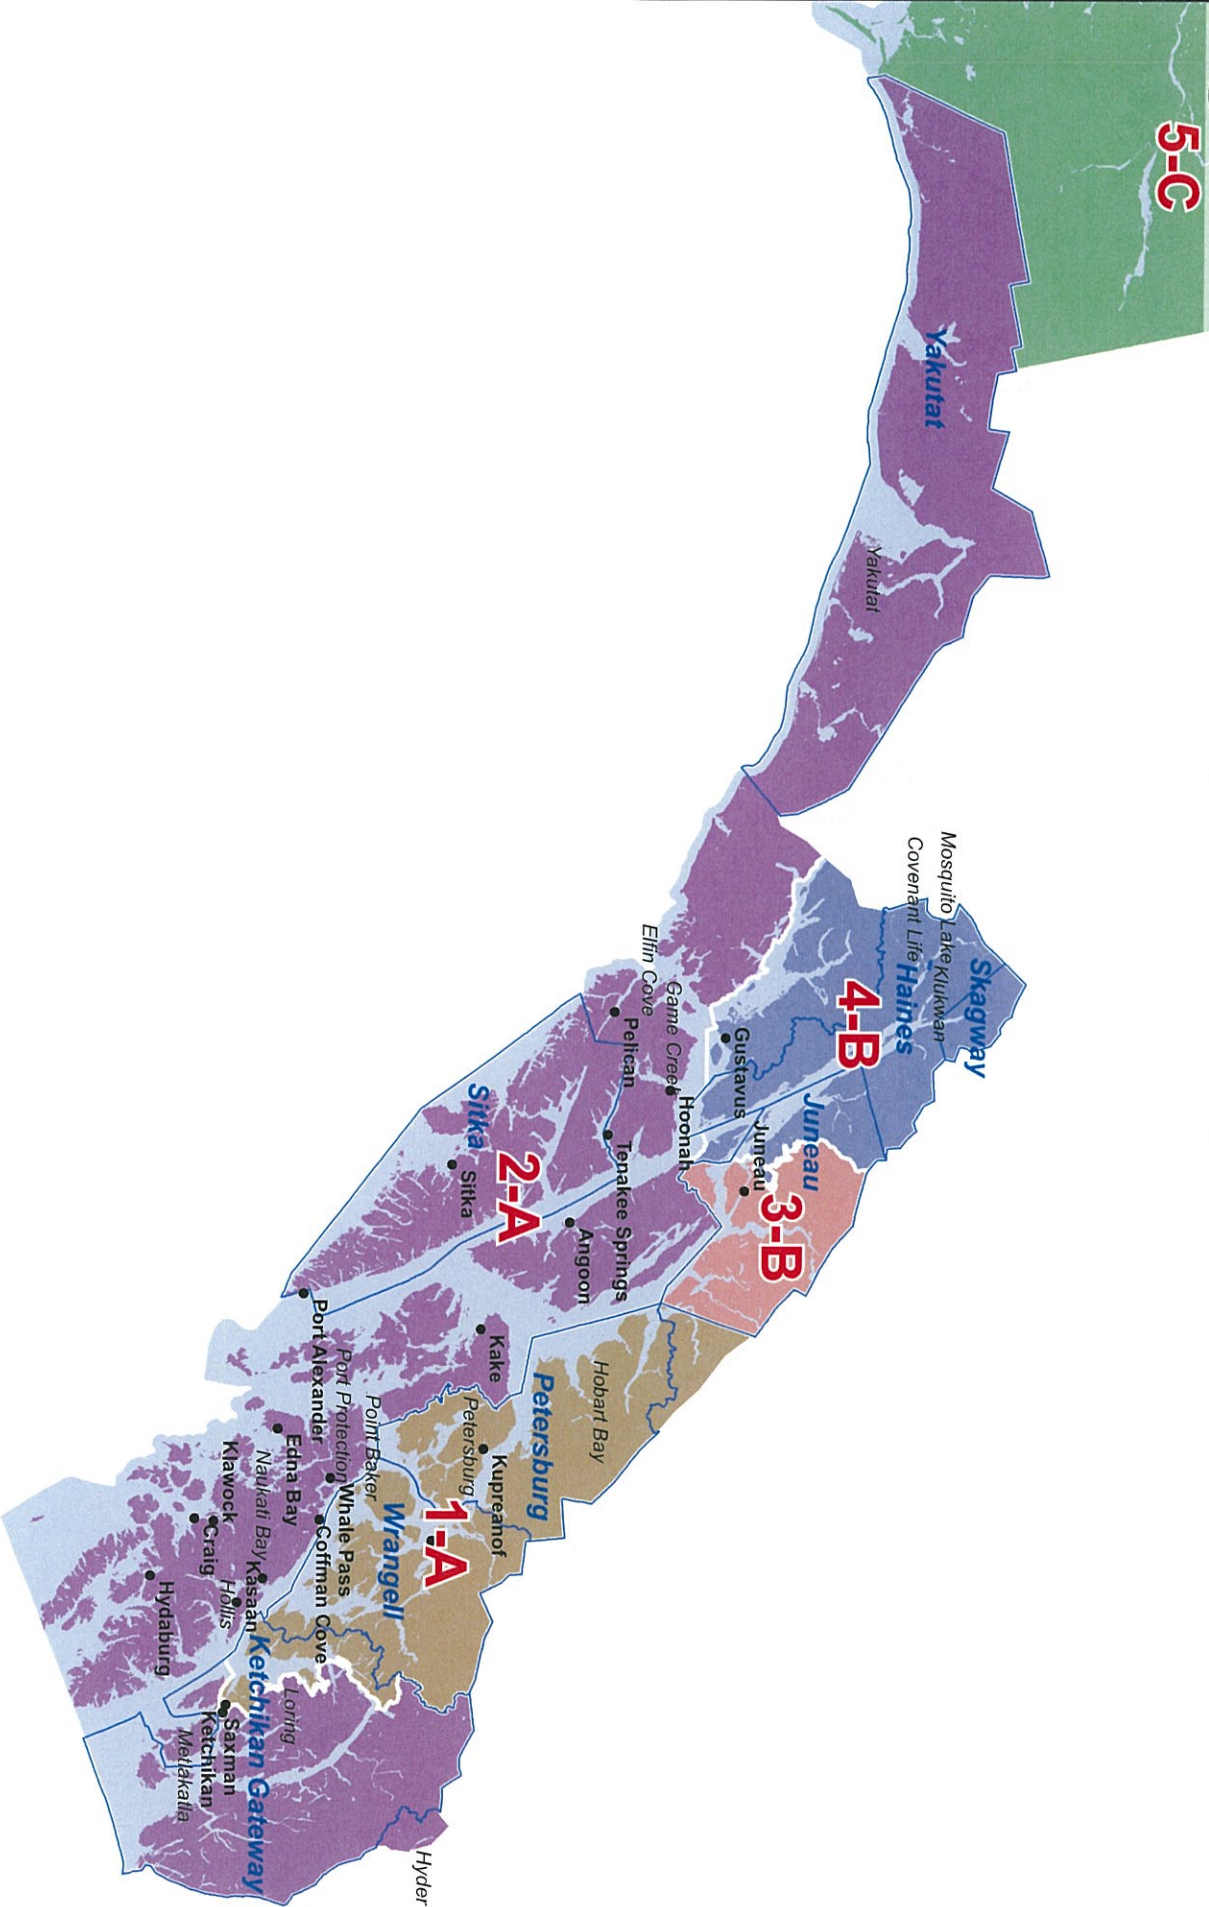 5-C
Yakutat
Yakutat
Mosquito Lake
Covenant Life
Klukwan
Skagway
Haines
4-B
Elfin Cove
Game Creek
Pelican
Gustavus
Hoonah
Juneau
Juneau
3-B
Sitka
Sitka
2-A
Tenakee Springs
Angoon
Port Alexander
Kake
Hobart Bay
Petersburg
Petersburg
Kupreanof
Port Protection
Point Baker
Wrangell
1-A
Edna Bay
Naukati Bay
Whale Pass
Coffman Cove
Klawock
Craig
Kasaan
Hollis
Hydaburg
Ketchikan Gateway
Loring
Saxman
Ketchikan
Metlakatla
Hyder